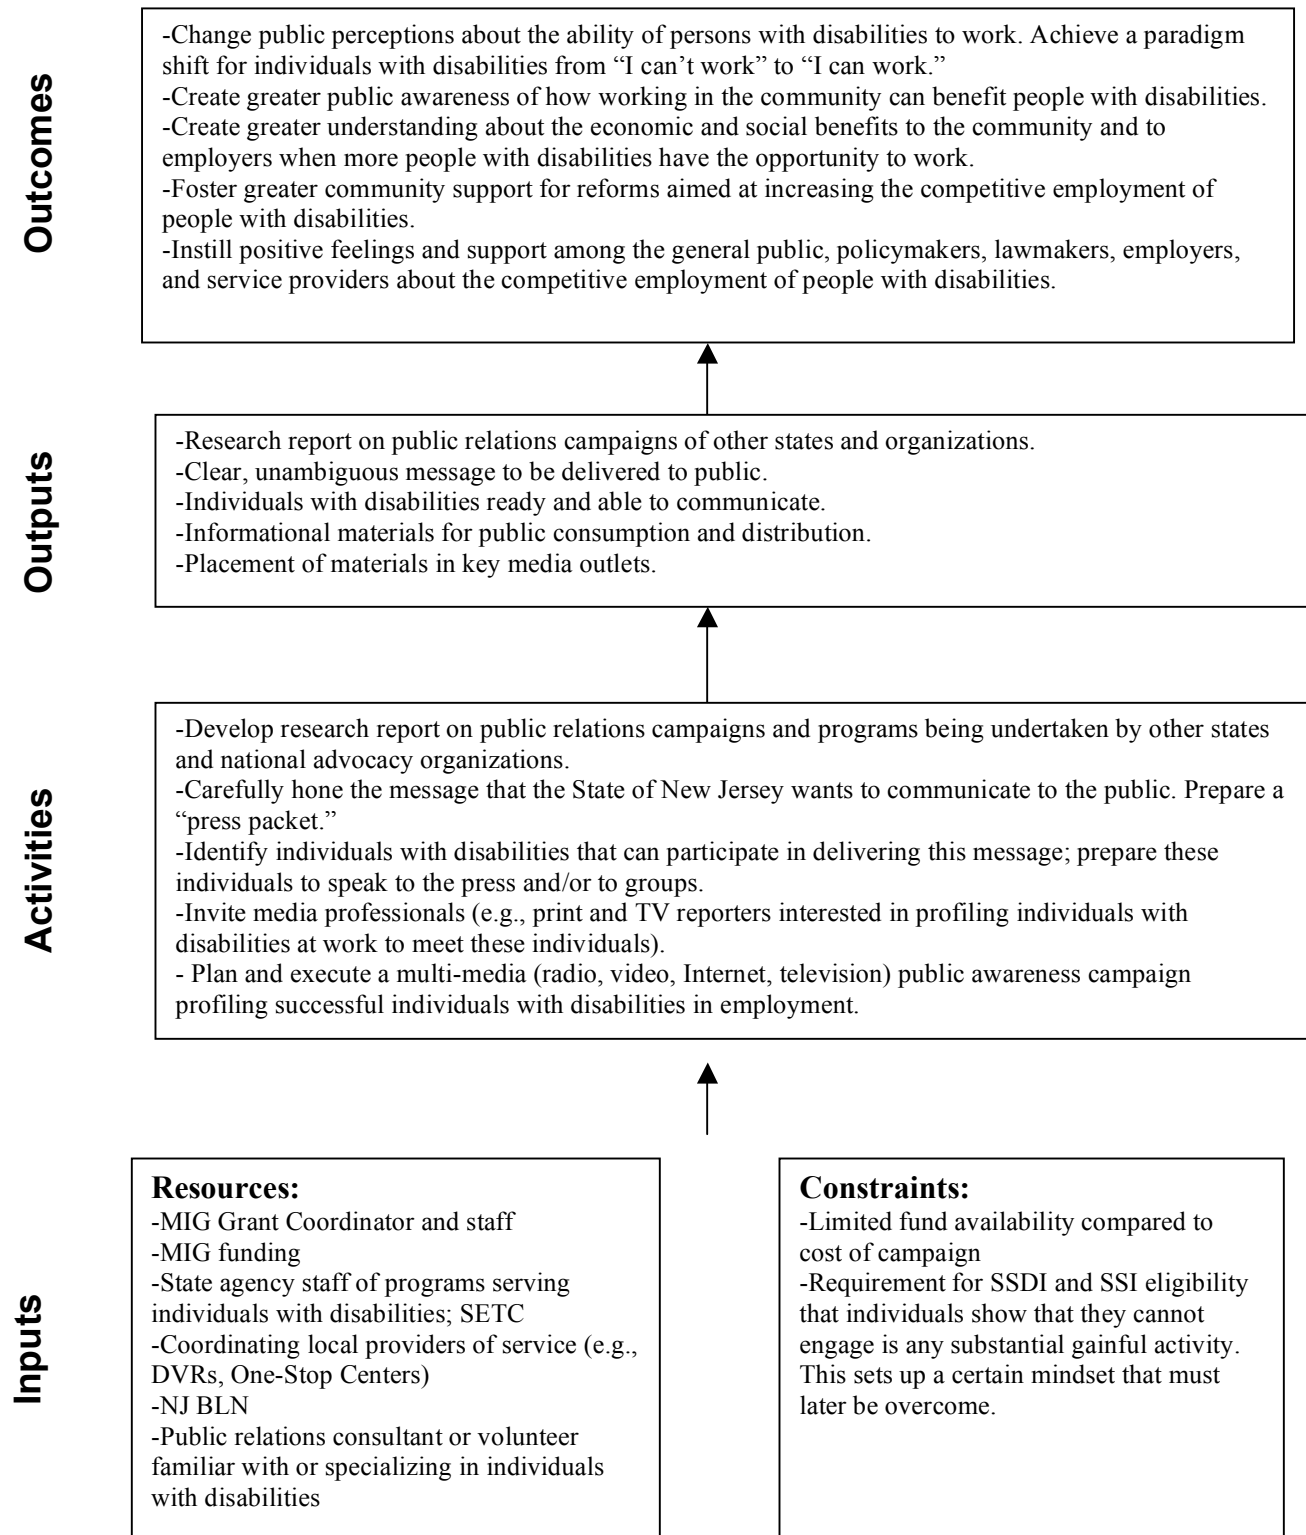 Outcomes
-Change public perceptions about the ability of persons with disabilities to work. Achieve a paradigm
shift for individuals with disabilities from “I can’t work” to “I can work.”
-Create greater public awareness of how working in the community can benefit people with disabilities.
-Create greater understanding about the economic and social benefits to the community and to
employers when more people with disabilities have the opportunity to work.
-Foster greater community support for reforms aimed at increasing the competitive employment of
people with disabilities.
-Instill positive feelings and support among the general public, policymakers, lawmakers, employers,
and service providers about the competitive employment of people with disabilities.
Outputs
-Research report on public relations campaigns of other states and organizations.
-Clear, unambiguous message to be delivered to public.
-Individuals with disabilities ready and able to communicate.
-Informational materials for public consumption and distribution.
-Placement of materials in key media outlets.
Activities
-Develop research report on public relations campaigns and programs being undertaken by other states
and national advocacy organizations.
-Carefully hone the message that the State of New Jersey wants to communicate to the public. Prepare a
“press packet.”
-Identify individuals with disabilities that can participate in delivering this message; prepare these
individuals to speak to the press and/or to groups.
-Invite media professionals (e.g., print and TV reporters interested in profiling individuals with
disabilities at work to meet these individuals).
- Plan and execute a multi-media (radio, video, Internet, television) public awareness campaign
profiling successful individuals with disabilities in employment.
Inputs
Resources:
-MIG Grant Coordinator and staff
-MIG funding
-State agency staff of programs serving
individuals with disabilities; SETC
-Coordinating local providers of service (e.g.,
DVRs, One-Stop Centers)
-NJ BLN
-Public relations consultant or volunteer
familiar with or specializing in individuals
with disabilities
Constraints:
-Limited fund availability compared to
cost of campaign
-Requirement for SSDI and SSI eligibility
that individuals show that they cannot
engage is any substantial gainful activity.
This sets up a certain mindset that must
later be overcome.